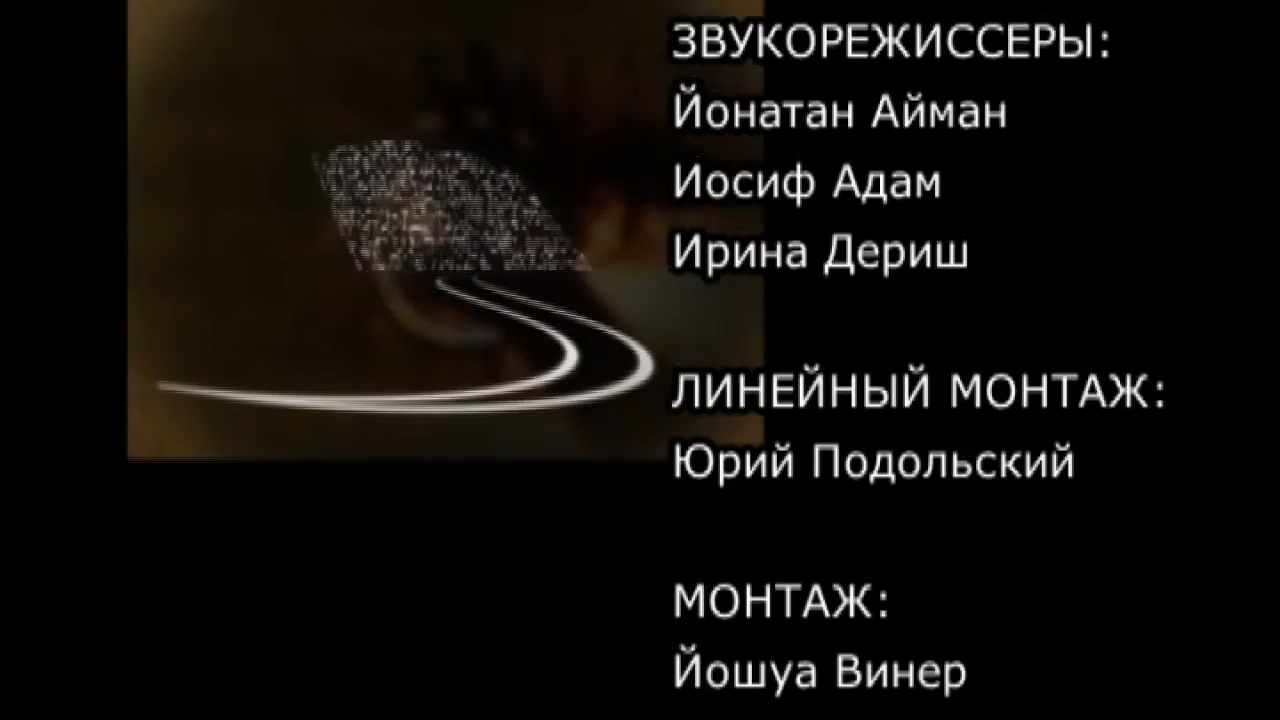 ЗВУКОРЕЖИССЕРЫ:
Йонатан Айман
Иосиф Адам
Ирина Дериш
ЛИНЕЙНЫЙ МОНТАЖ:
Юрий Подольский
МОНТАЖ:
Йошуа Винер